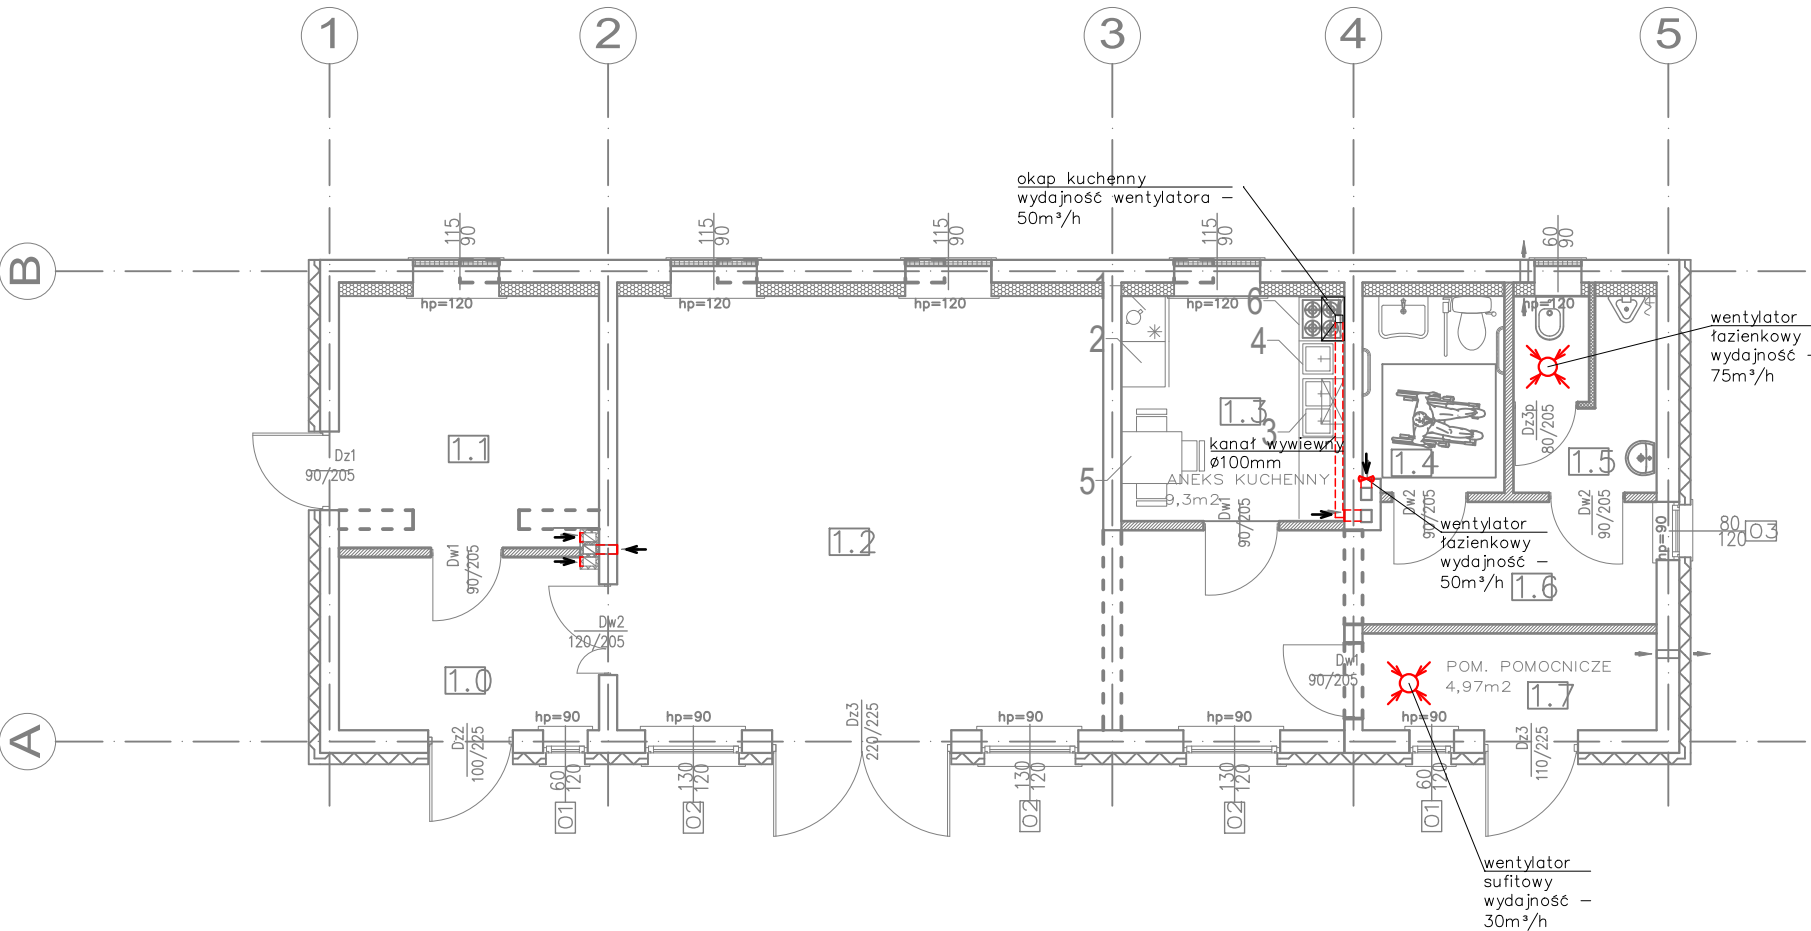 1
2
3
4
5
okap kuchenny
wydajność wentylatora –
50m³/h
115
90
115
90
115
90
115
90
60
90
B
hp=120
hp=120
hp=120
hp=120
hp=120
1
2
6
4
3
5
wentylator
łazienkowy
wydajność –
75m³/h
1.3
kanał wywiewny
ø100mm
ANEKS KUCHENNY
9,3m2
Dz3p
80/205
1.1
Dz1
90/205
1.4
1.5
Dw1
90/205
Dw2
90/205
Dw2
90/205
1.2
wentylator
łazienkowy
wydajność –
50m³/h
hp=90
80
120
O3
Dw1
90/205
1.6
Dw2
120/205
1.0
Dw1
90/205
POM. POMOCNICZE
4,97m2
1.7
A
Dz2
100/225
hp=90
hp=90
Dz3
220/225
hp=90
hp=90
hp=90
Dz3
110/225
60
120
O1
130
120
O2
130
120
O2
130
120
O2
60
120
O1
wentylator
sufitowy
wydajność –
30m³/h